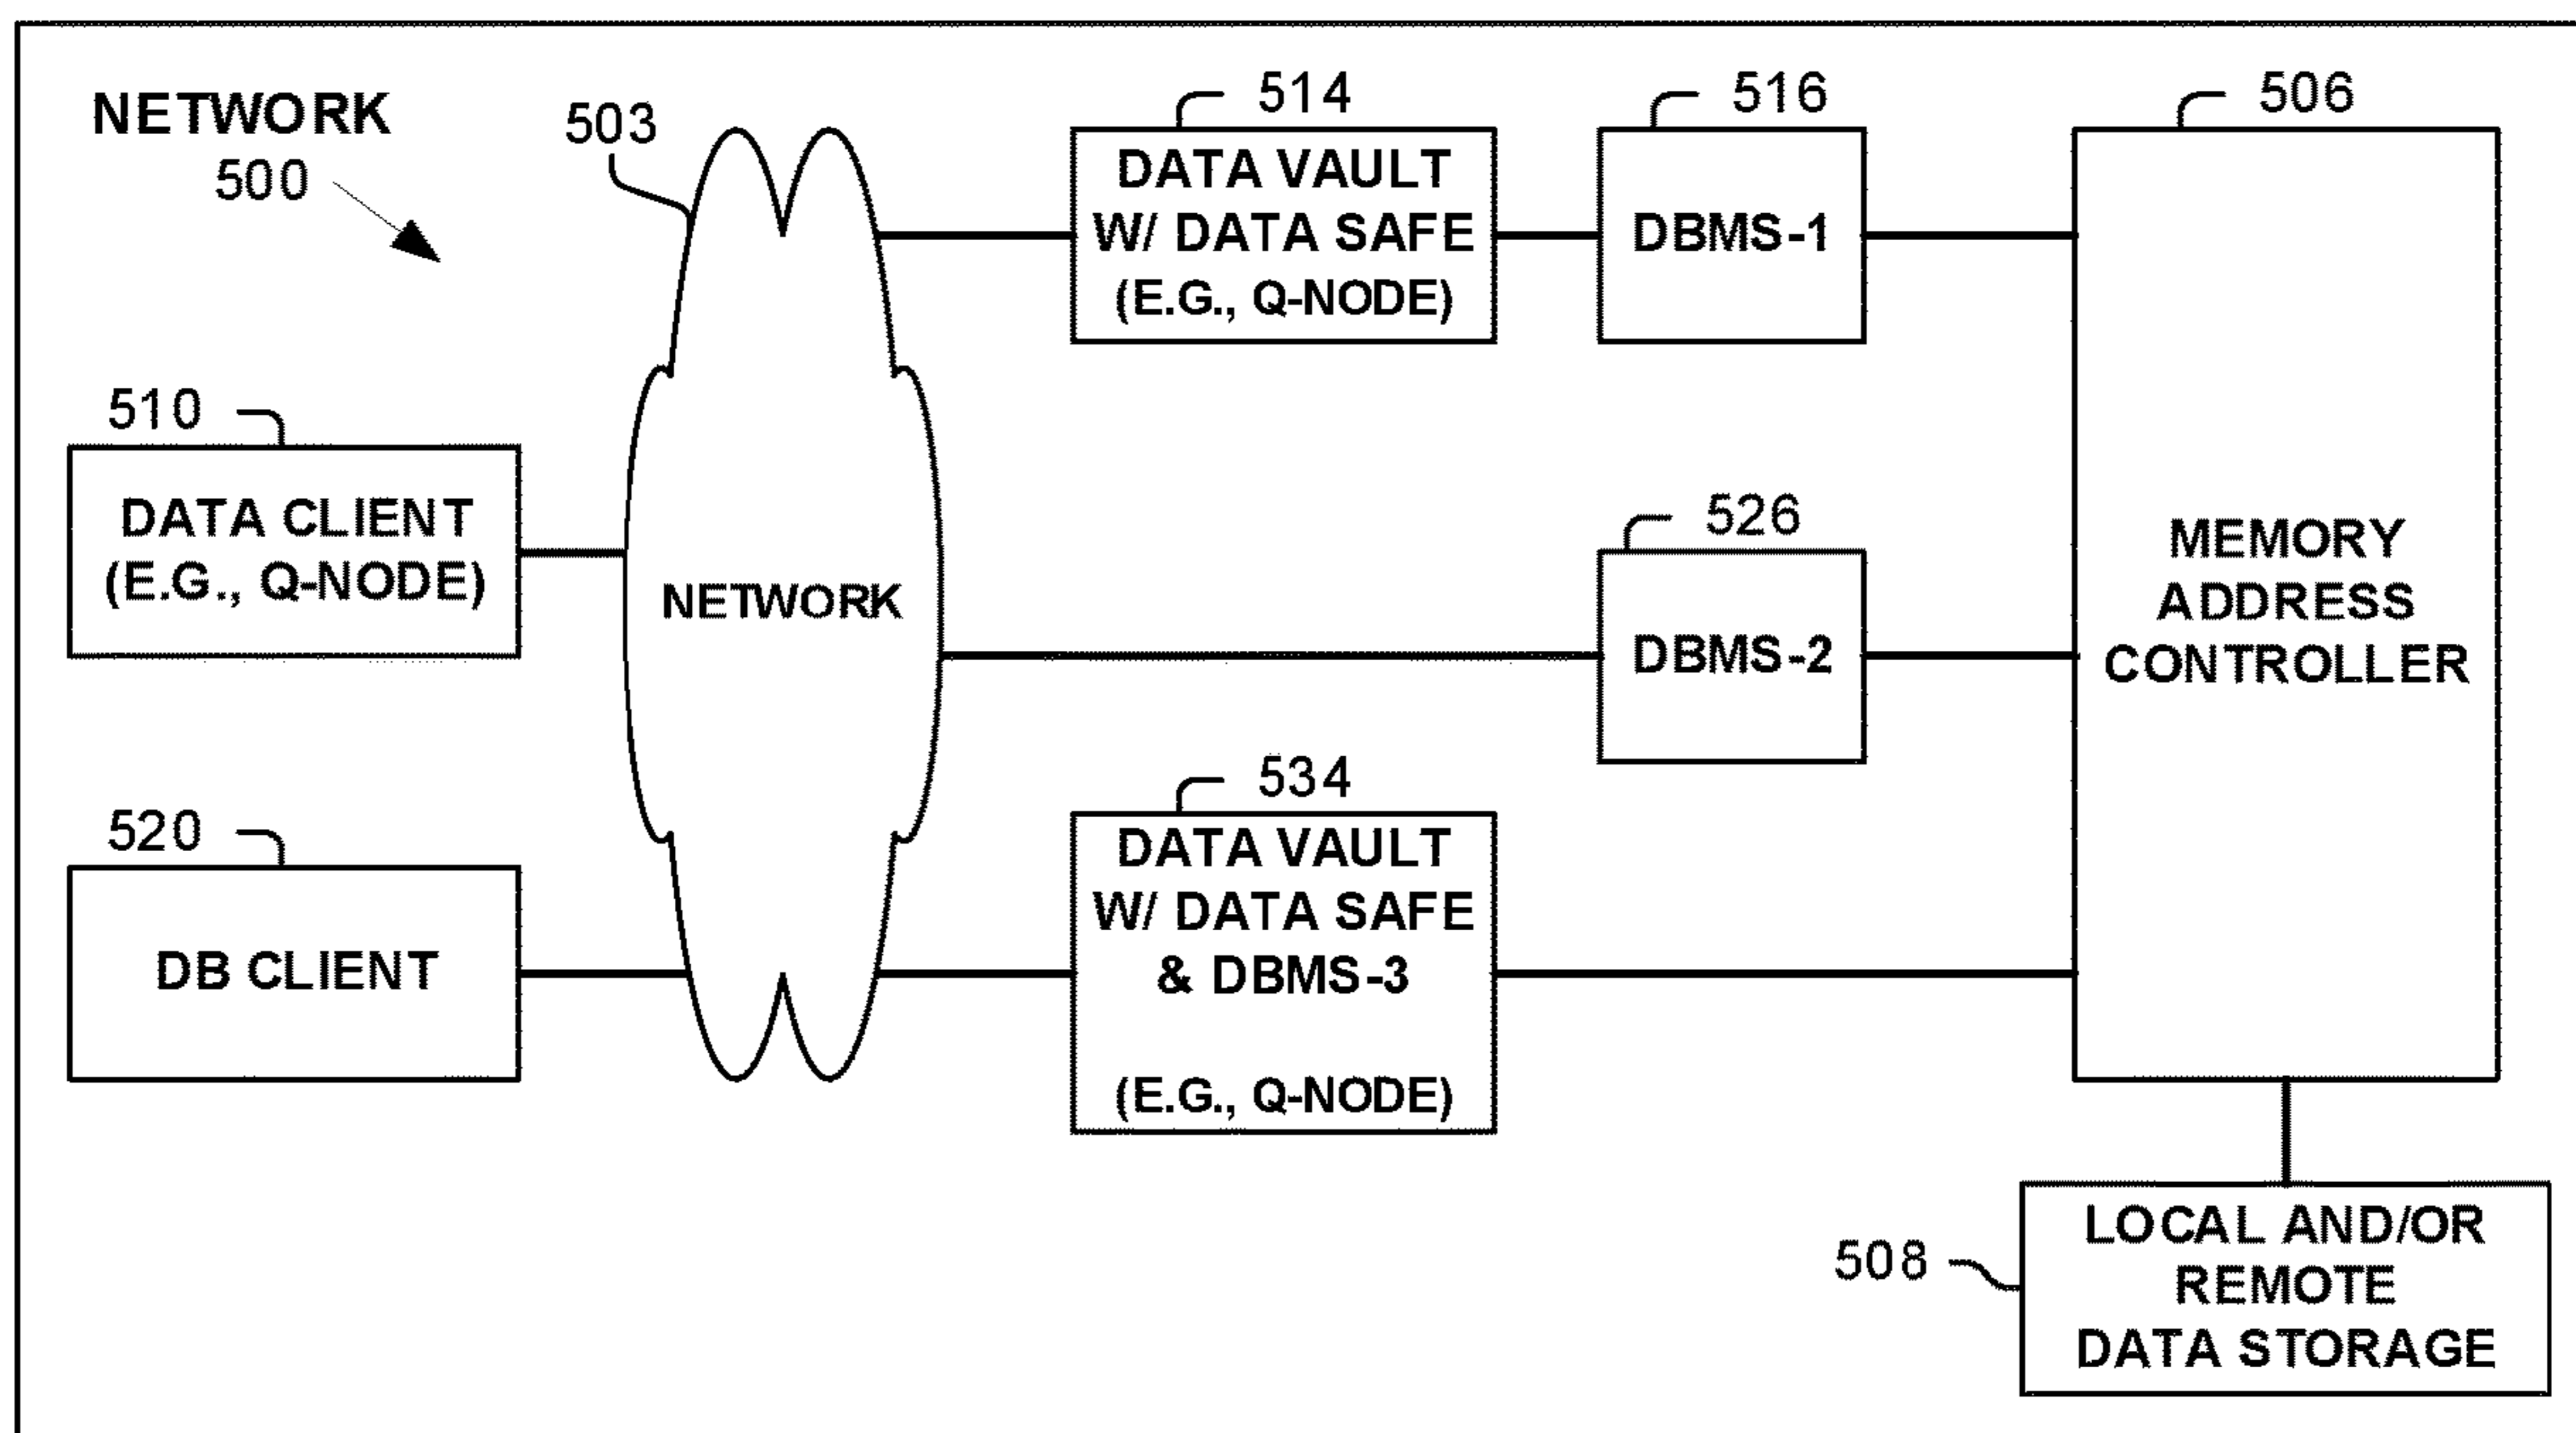 NETWORK
500
503
514
516
506
DATA VAULT
W/ DATA SAFE
(E.G., Q-NODE)
DBMS-1
510
DATA CLIENT
(E.G., Q-NODE)
NETWORK
526
DBMS-2
MEMORY
ADDRESS
CONTROLLER
520
DB CLIENT
534
DATA VAULT
W/ DATA SAFE
& DBMS-3
(E.G., Q-NODE)
508
LOCAL AND/OR
REMOTE
DATA STORAGE